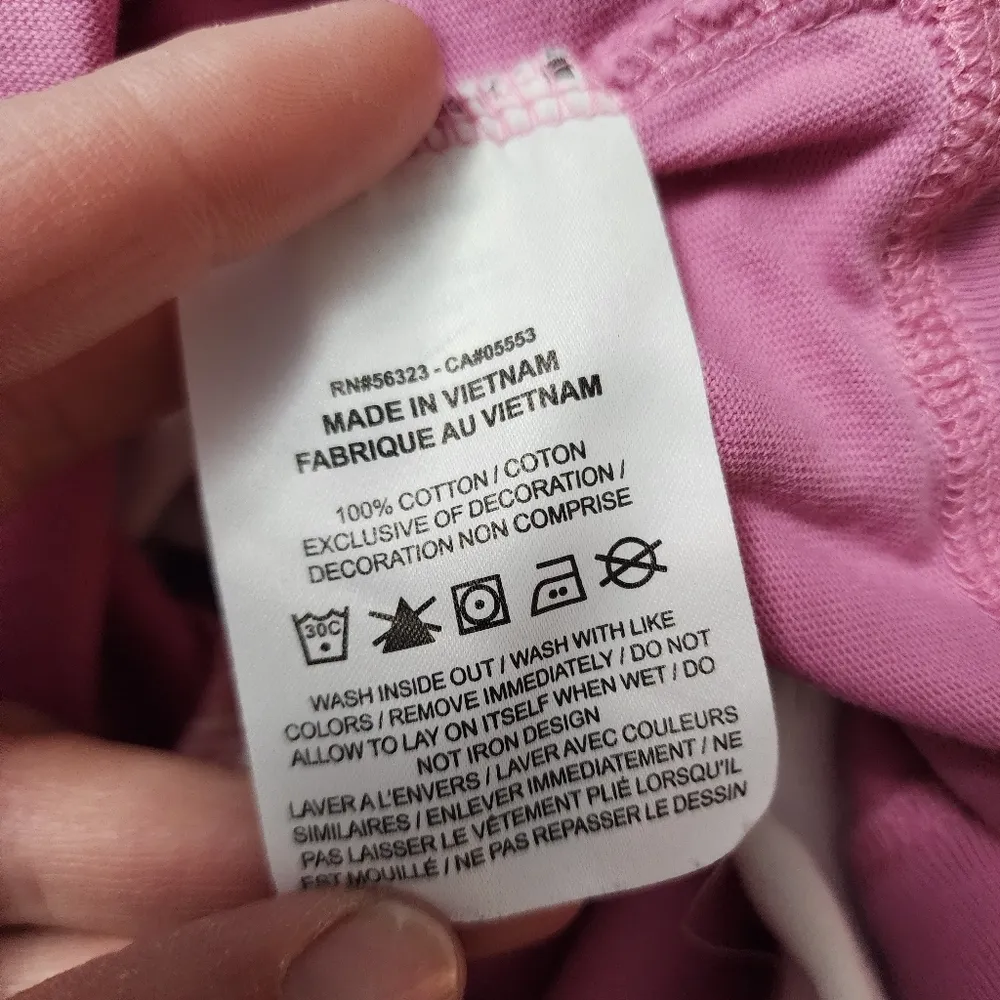 RN#56323 - CA#05553
MADE IN VIETNAM
FABRIQUE AU VIETNAM
100% COTTON / COTON
EXCLUSIVE OF DECORATION /
DECORATION NON COMPRISE
30C
WASH INSIDE OUT / WASH WITH LIKE
COLORS / REMOVE IMMEDIATELY / DO NOT
ALLOW TO LAY ON ITSELF WHEN WET / DO
NOT IRON DESIGN
LAVER A L'ENVERS / LAVER AVEC COULEURS
SIMILAIRES / ENLEVER IMMEDIATEMENT / NE
PAS LAISSER LE VÉTEMENT PLIÉ LORSQU'IL
EST MOUILLÉ / NE PAS REPASSER LE DESSIN